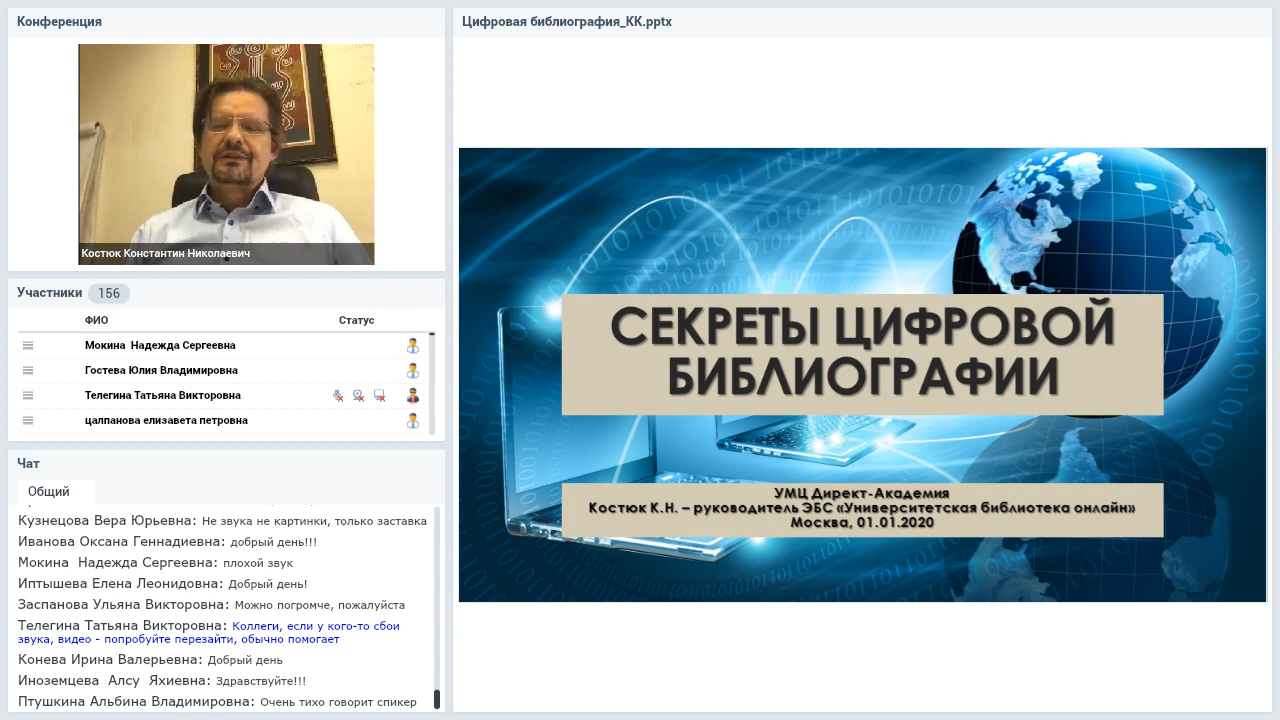 Конференция
Костюк Константин Николаевич
Участники 156
ФИО Статус
Мокина Надежда Сергеевна
Гостева Юлия Владимировна
Телегина Татьяна Викторовна
цалпанова елизавета петровна
Чат
Общий
Кузнецова Вера Юрьевна: Не звука не картинки, только заставка
Иванова Оксана Геннадиевна: добрый день!!!
Мокина Надежда Сергеевна: плохой звук
Иптышева Елена Леонидовна: Добрый день!
Заспанова Ульяна Викторовна: Можно погромче, пожалуйста
Телегина Татьяна Викторовна: Коллеги, если у кого-то сбои
звука, видео - попробуйте перезайти, обычно помогает
Конева Ирина Валерьевна: Добрый день
Иноземцева Алсу Яхиевна: Здравствуйте!!!
Птушкина Альбина Владимировна: Очень тихо говорит спикер
Цифровая библиография_КК.pptx
СЕКРЕТЫ ЦИФРОВОЙ
БИБЛИОГРАФИИ
УМЦ Директ-Академия
Костюк К.Н. – руководитель ЭБС «Университетская библиотека онлайн»
Москва, 01.01.2020